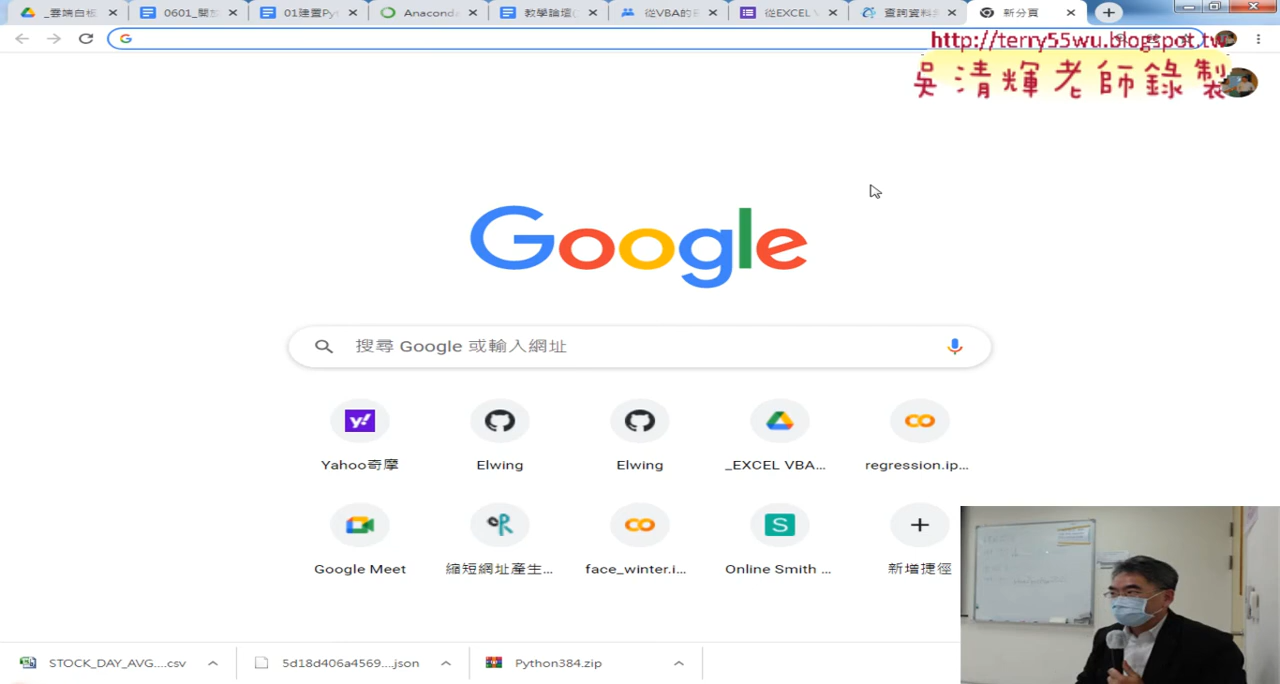 _雲端白板
0601_開放
01建置Py
Anaconda
教學論壇(
從VBA的
從EXCEL V
查詢資料
新分頁
http://terry55wu.blogspot.tw
吳清輝老師錄製
Google
搜尋 Google 或輸入網址
Yahoo奇摩
Elwing
Elwing
_EXCEL VBA...
regression.ip...
Google Meet
縮短網址產生...
face_winter.i...
Online Smith ...
新增捷徑
STOCK_DAY_AVG....csv
5d18d406a4569....json
Python384.zip